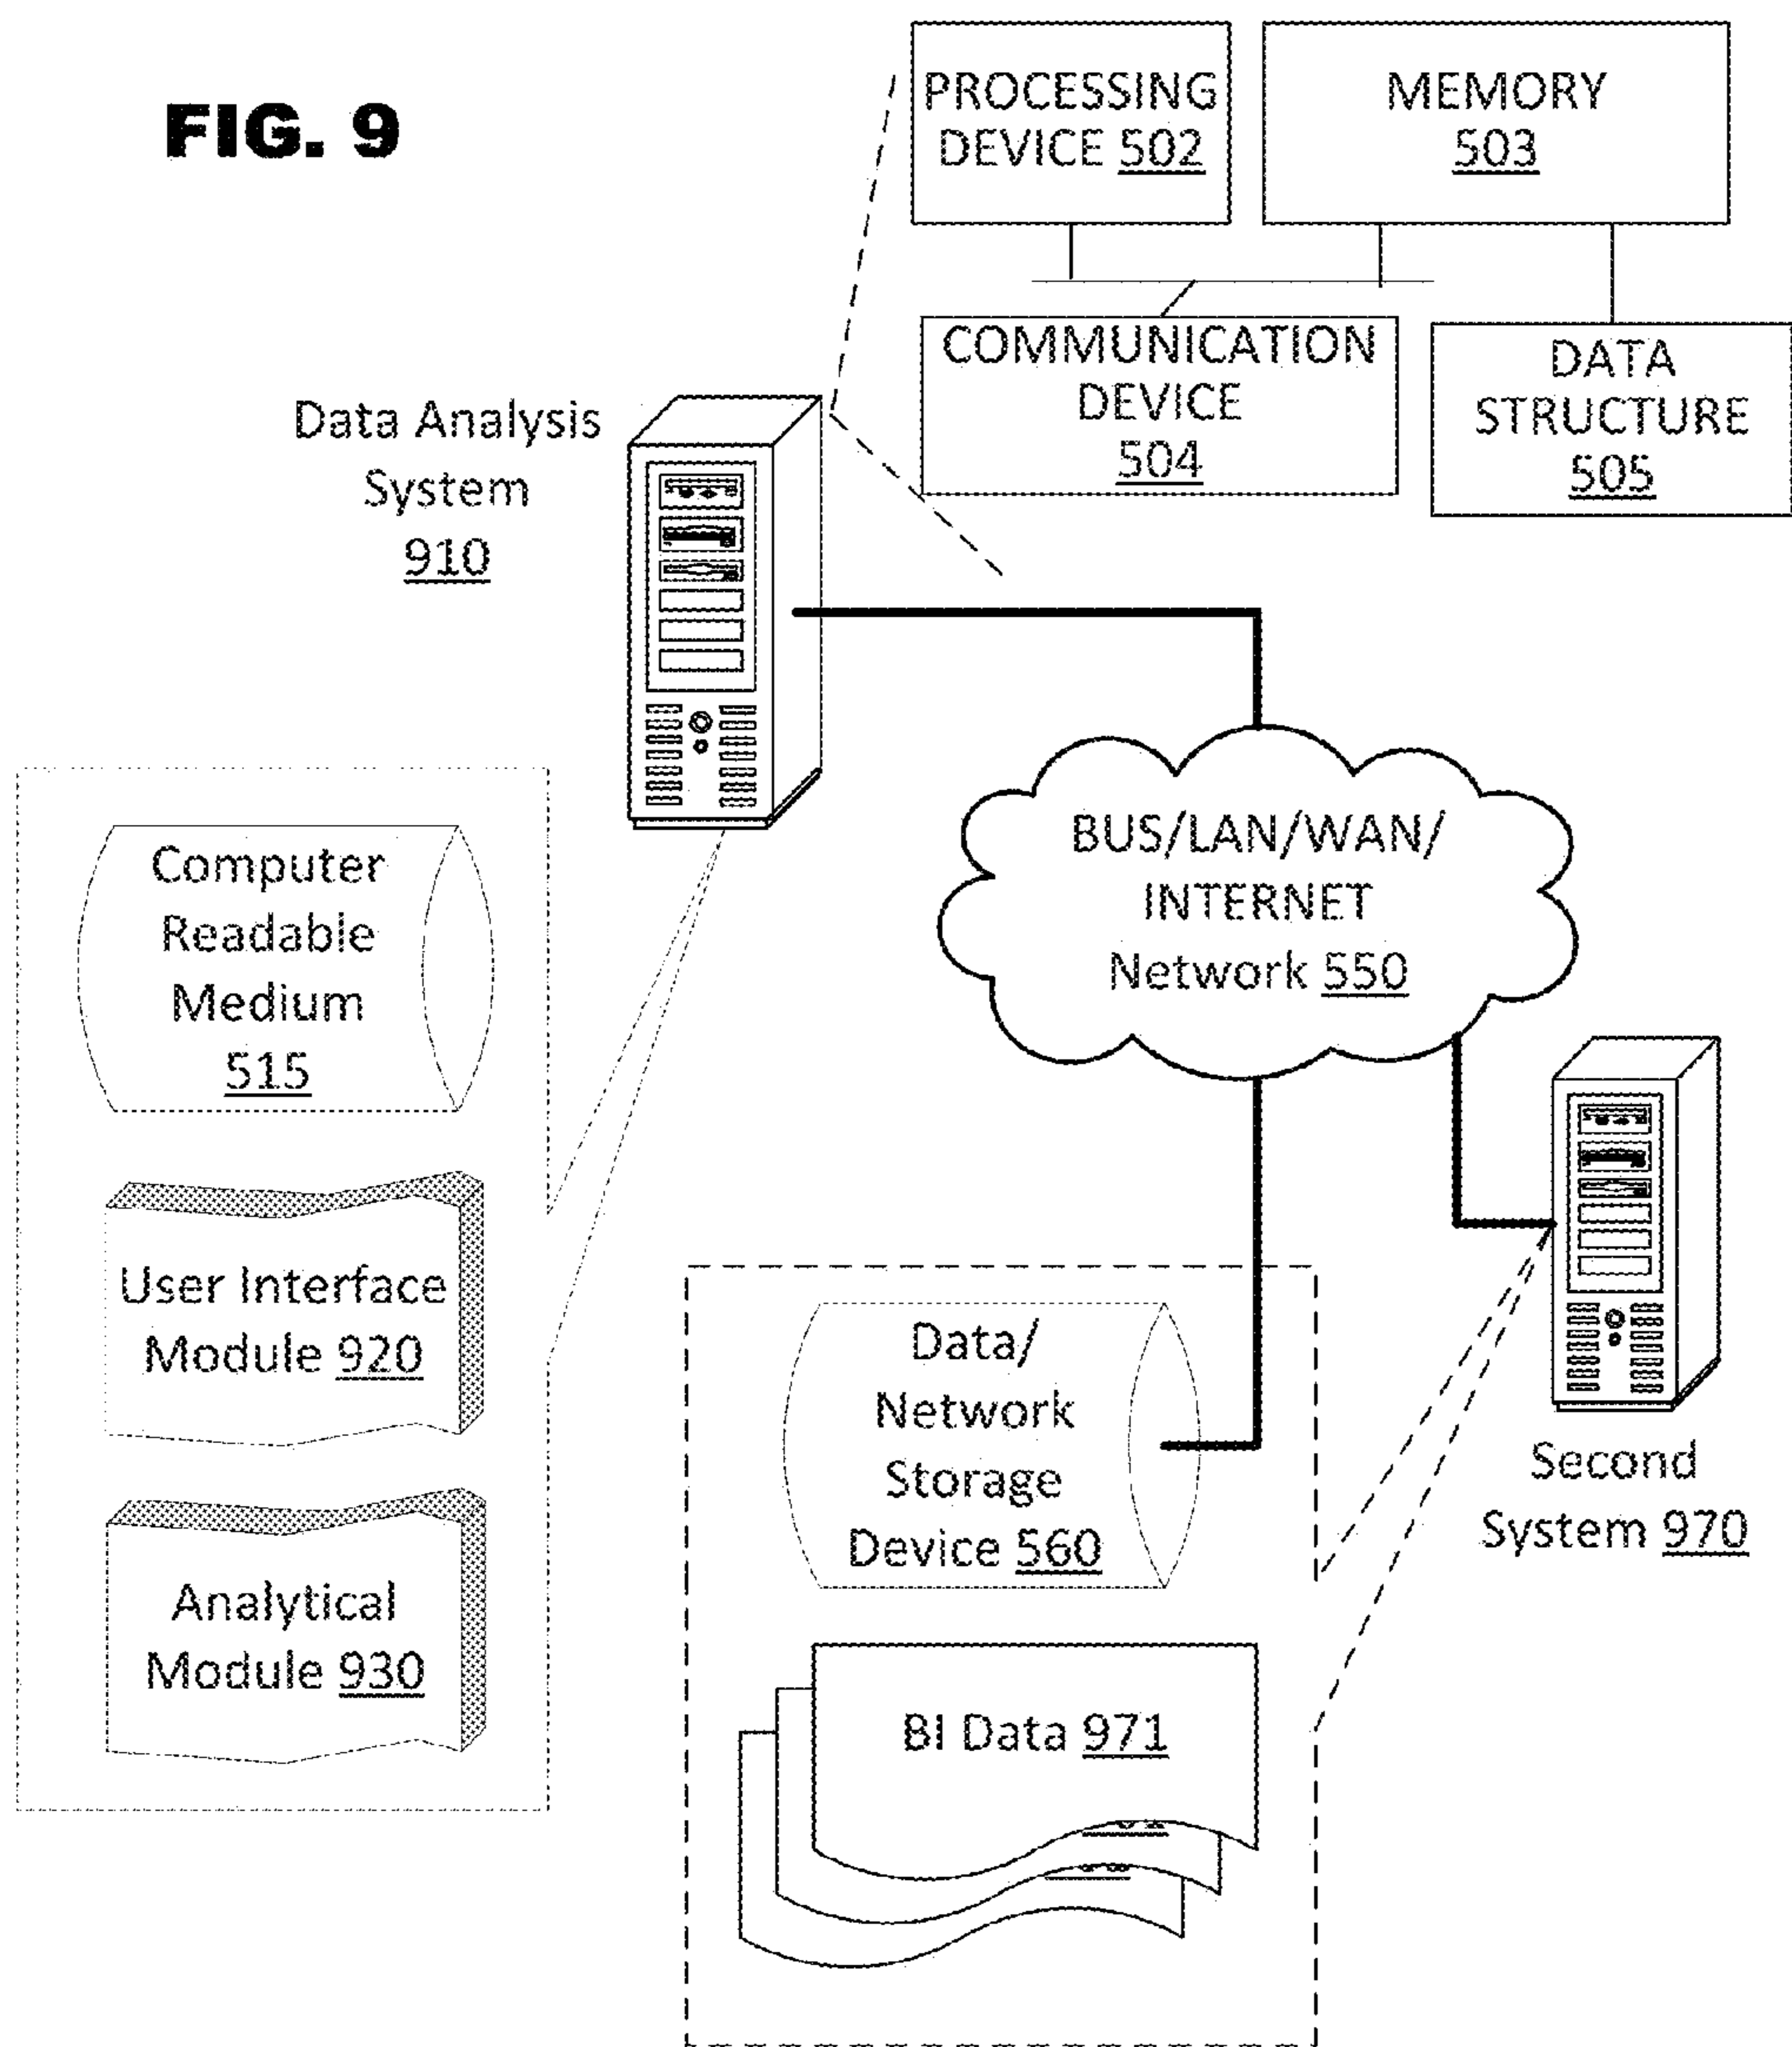 FIG. 9
PROCESSING
DEVICE 502
MEMORY
503
COMMUNICATION
DEVICE
504
DATA
STRUCTURE
505
Data Analysis
System
910
BUS/LAN/WAN/
INTERNET
Network 550
Computer
Readable
Medium
515
User Interface
Module 920
Analytical
Module 930
Data/
Network
Storage
Device 560
Second
System 970
BI Data 971